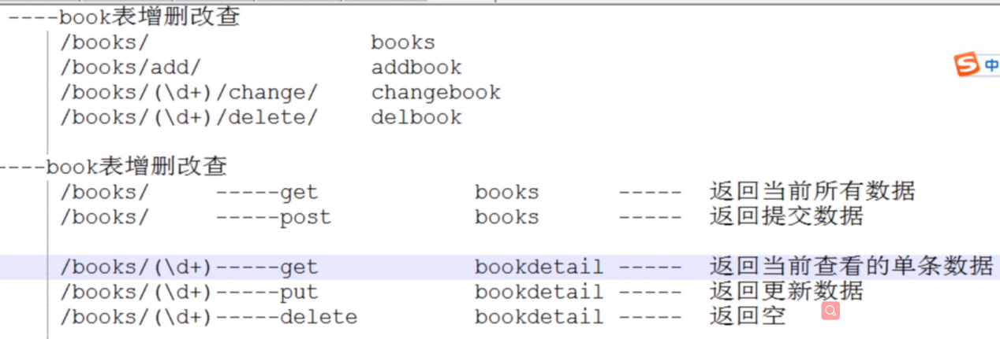 ----book表增删改查
/books/ books
/books/add/ addbook
/books/(\d+)/change/ changebook
/books/(\d+)/delete/ delbook
----book表增删改查
/books/ -----get books ----- 返回当前所有数据
/books/ -----post books ----- 返回提交数据
/books/(\d+)-----get bookdetail ----- 返回当前查看的单条数据
/books/(\d+)-----put bookdetail ----- 返回更新数据
/books/(\d+)-----delete bookdetail ----- 返回空
S 中